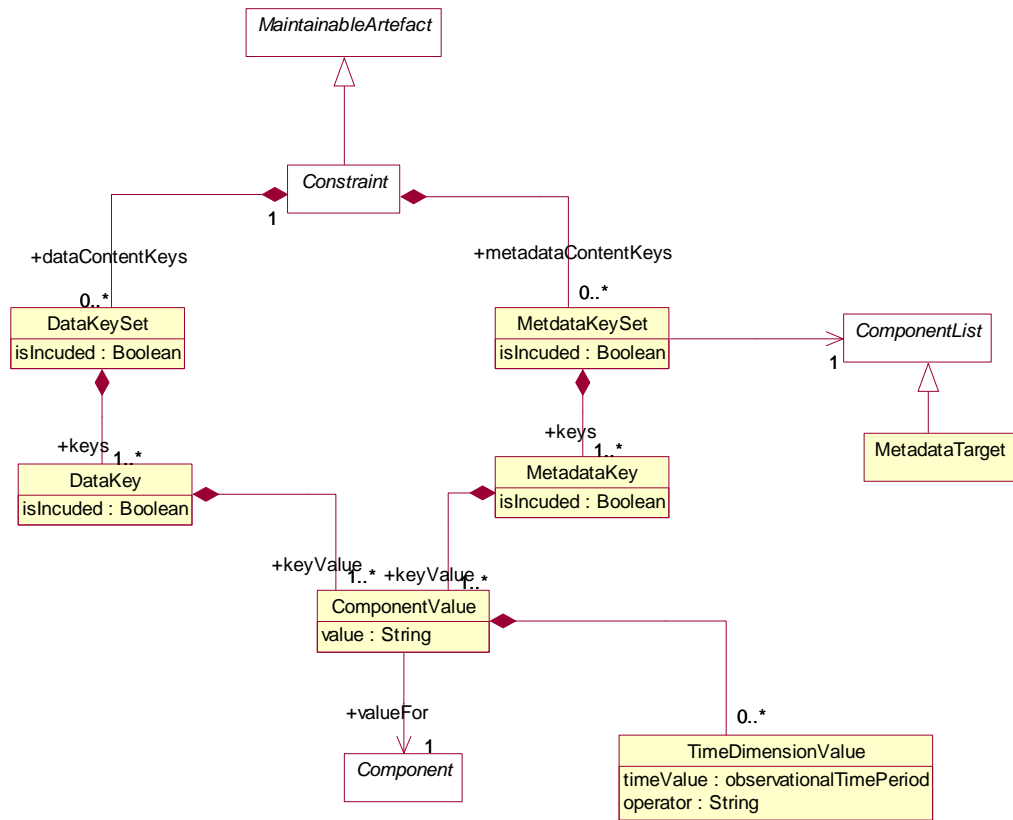 MaintainableArtefact
Constraint
1
+dataContentKeys
+metadataContentKeys
0..*
0..*
DataKeySet
isIncuded : Boolean
MetdataKeySet
isIncuded : Boolean
ComponentList
1
+keys
1..*
+keys
1..*
MetadataTarget
DataKey
isIncuded : Boolean
MetadataKey
isIncuded : Boolean
+keyValue
1..*
+keyValue
1..*
ComponentValue
value : String
+valueFor
1
0..*
Component
TimeDimensionValue
timeValue : observationalTimePeriod
operator : String